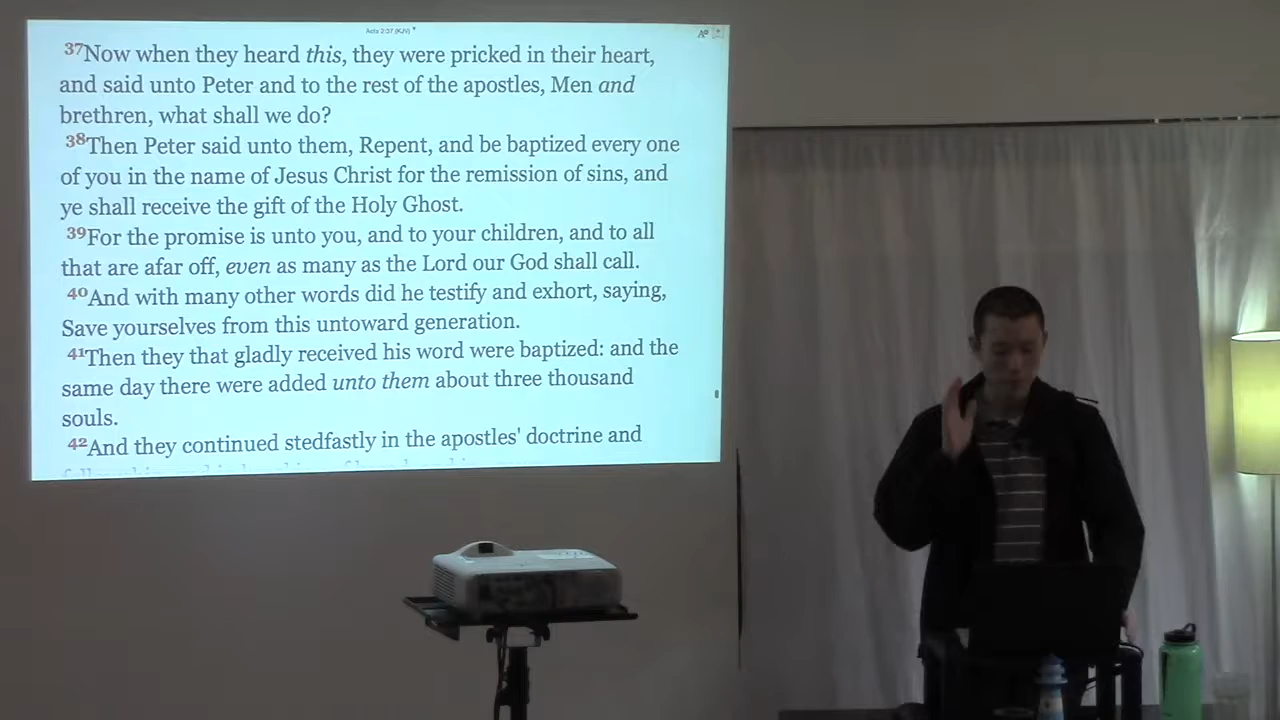 Acts 2:37 (KJV)
37Now when they heard this, they were pricked in their heart,
and said unto Peter and to the rest of the apostles, Men and
brethren, what shall we do?
38Then Peter said unto them, Repent, and be baptized every one
of you in the name of Jesus Christ for the remission of sins, and
ye shall receive the gift of the Holy Ghost.
39For the promise is unto you, and to your children, and to all
that are afar off, even as many as the Lord our God shall call.
40And with many other words did he testify and exhort, saying,
Save yourselves from this untoward generation.
41Then they that gladly received his word were baptized: and the
same day there were added unto them about three thousand
souls.
42And they continued stedfastly in the apostles' doctrine and